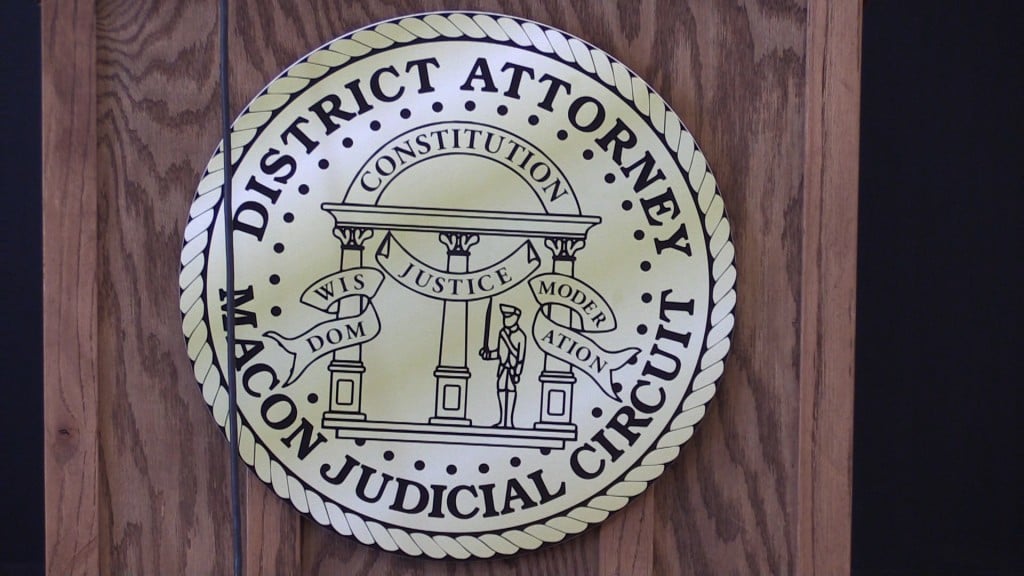 DISTRICT ATTORNEY
CONSTITUTION
JUSTICE
WIS
DOM
MODER
ATION
MACON JUDICIAL CIRCUIT